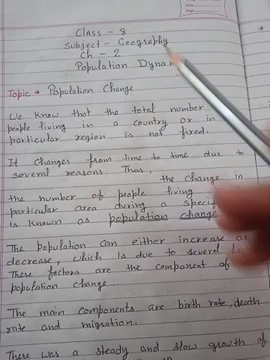 Class - 8
Subject - Geography
Ch - 2
Population Dynam
Topic → Population Change
We know that the total number
people living in a country or in
particular region is not fixed.
It changes from time to time due to
several reasons. Thus, the change in
the number of people living
particular area during a specif
is known as population change
The population can either increase or
decrease, which is due to several
These factors are the component of
population change.
The main components are birth rate, death
rate and migration.
There was a steady and slow growth of